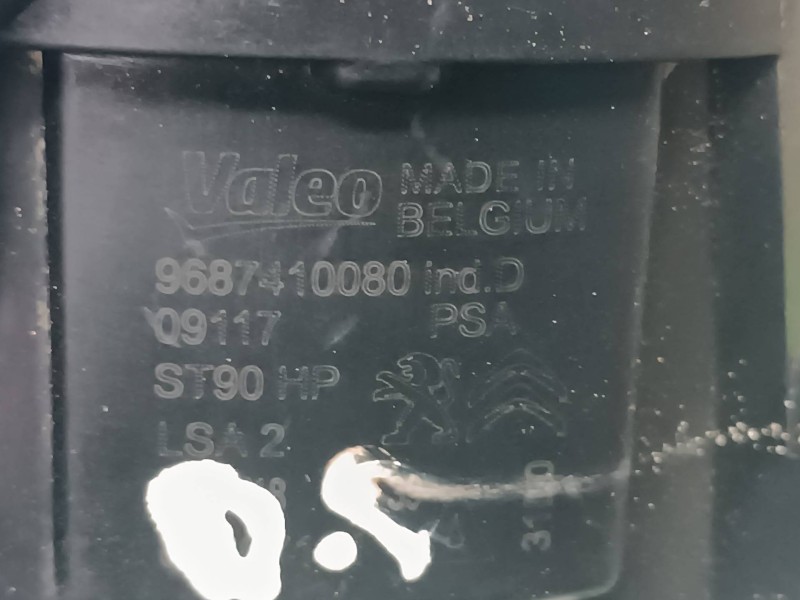 Valeo MADE IN
BELGIUM
9687410080 ind.D
09117 PSA
ST90 HP
LSA 2